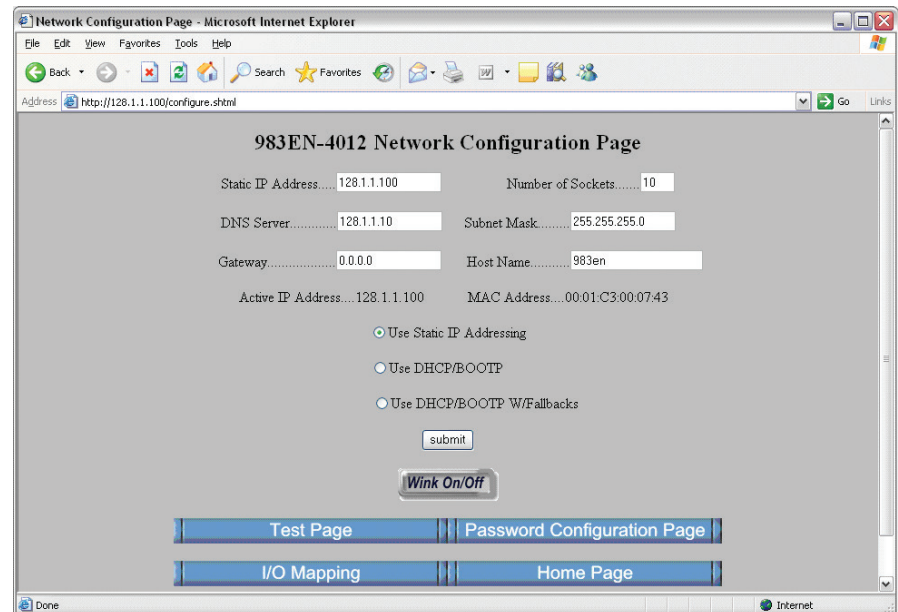 Network Configuration Page - Microsoft Internet Explorer
File Edit View Favorites Tools Help
Back Search Favorites
Address http://128.1.1.100/configure.shtml Go Links
983EN-4012 Network Configuration Page
Static IP Address..... 128.1.1.100 Number of Sockets....... 10
DNS Server............. 128.1.1.10 Subnet Mask......... 255.255.255.0
Gateway................... 0.0.0.0 Host Name........... 983en
Active IP Address....128.1.1.100 MAC Address....00:01:C3:00:07:43
Use Static IP Addressing
Use DHCP/BOOTP
Use DHCP/BOOTP W/Fallbacks
submit
Wink On/Off
Test Page Password Configuration Page
I/O Mapping Home Page
Done Internet